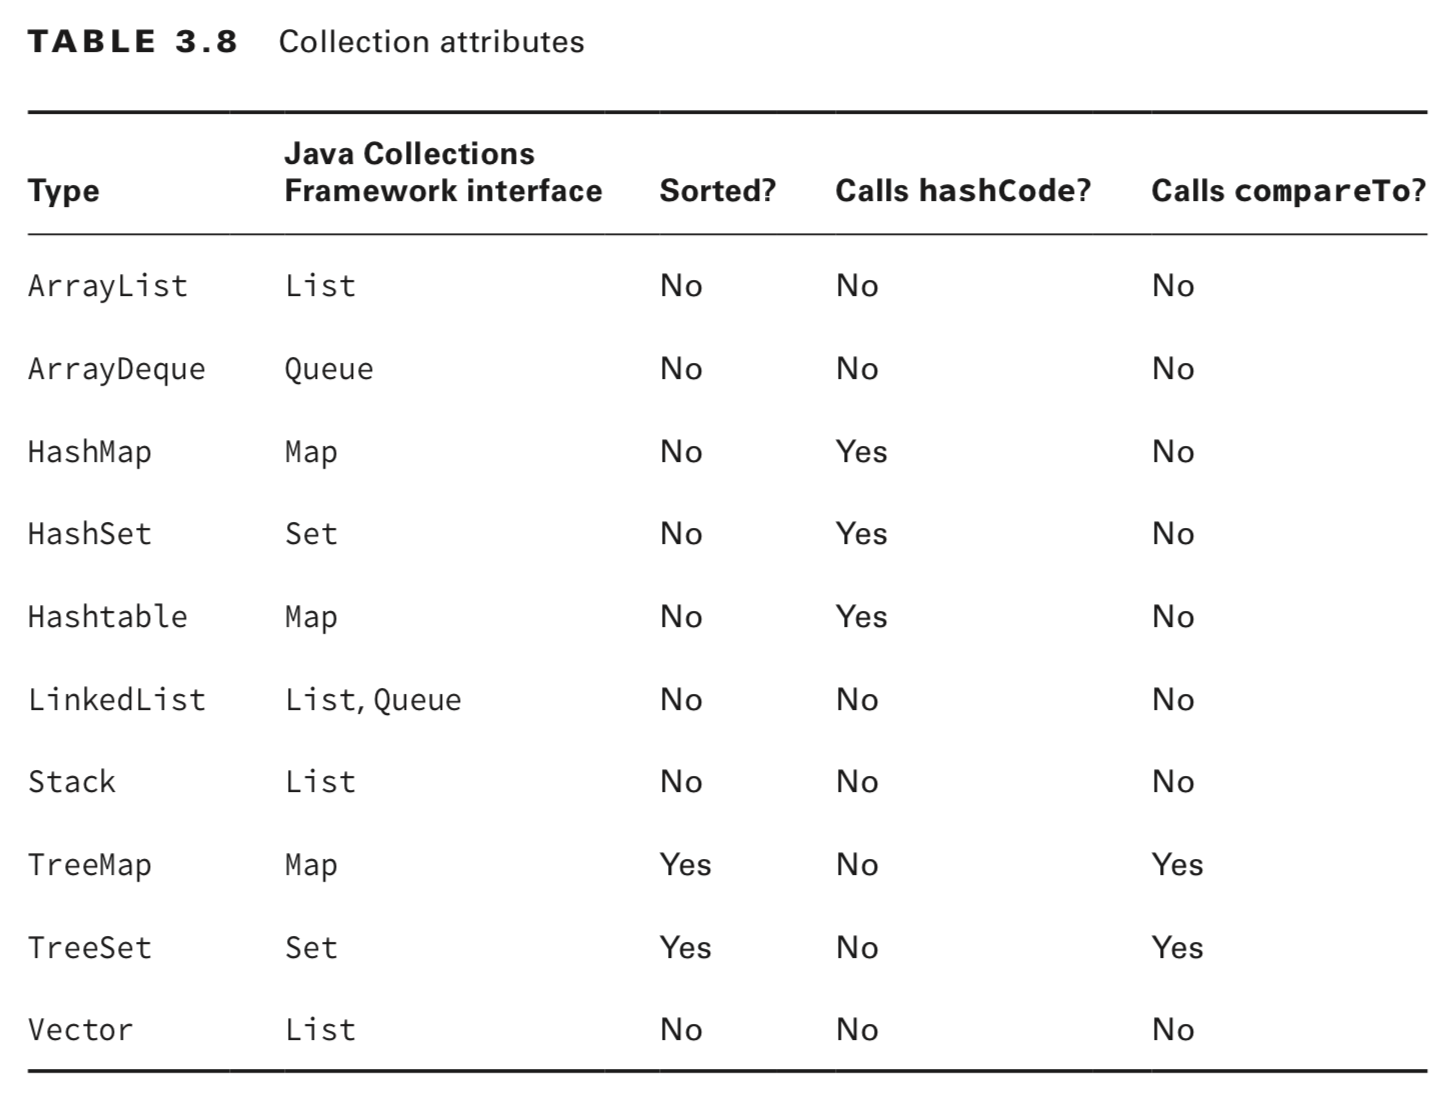 TABLE 3.8 Collection attributes
Java Collections
Type Framework interface Sorted? Calls hashCode? Calls compareTo?
ArrayList List No No No
ArrayDeque Queue No No No
HashMap Map No Yes No
HashSet Set No Yes No
Hashtable Map No Yes No
LinkedList List, Queue No No No
Stack List No No No
TreeMap Map Yes No Yes
TreeSet Set Yes No Yes
Vector List No No No